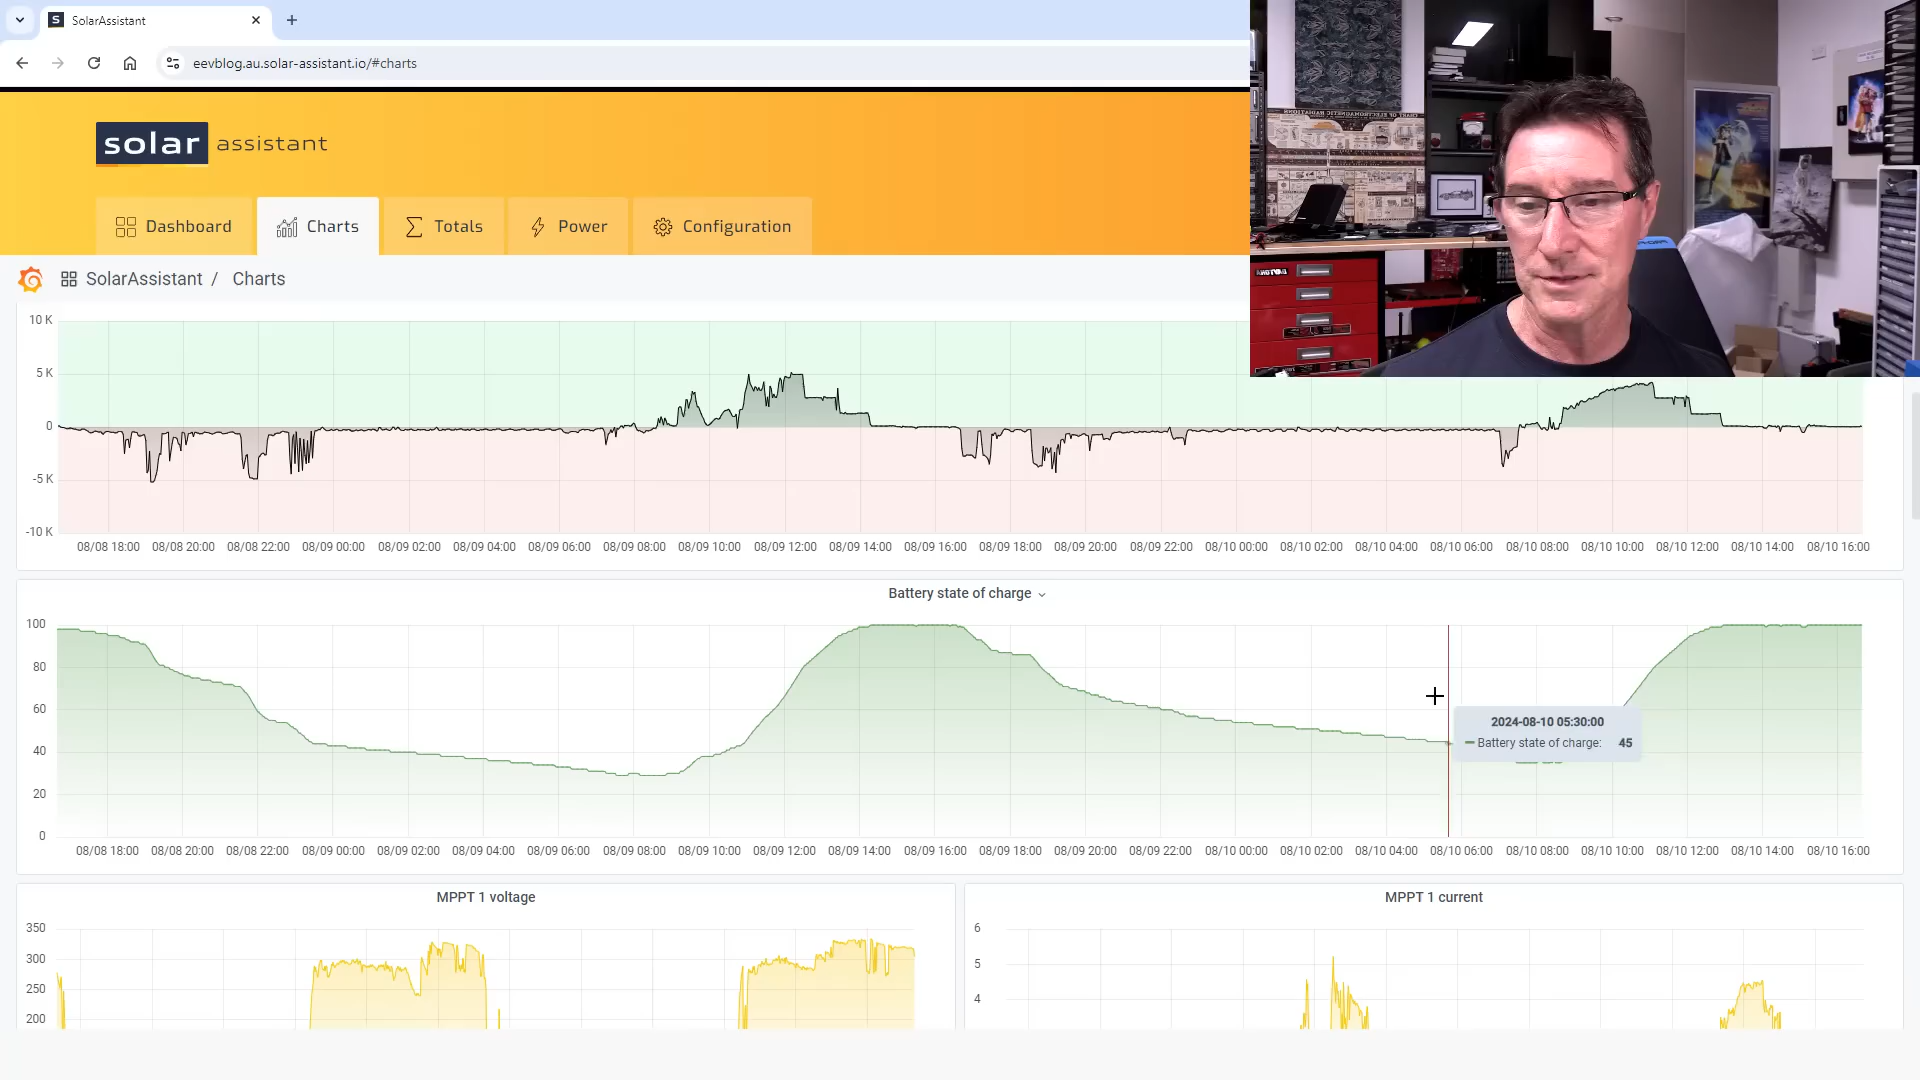 SolarAssistant
eevblog.au.solar-assistant.io/#charts
solar assistant
Dashboard
Charts
Totals
Power
Configuration
SolarAssistant / Charts
10 K
5 K
0
-5 K
-10 K
08/08 18:00 08/08 20:00 08/08 22:00 08/09 00:00 08/09 02:00 08/09 04:00 08/09 06:00 08/09 08:00 08/09 10:00 08/09 12:00 08/09 14:00 08/09 16:00 08/09 18:00 08/09 20:00 08/09 22:00 08/10 00:00 08/10 02:00 08/10 04:00 08/10 06:00 08/10 08:00 08/10 10:00 08/10 12:00 08/10 14:00 08/10 16:00
Battery state of charge
100
80
60
40
20
0
2024-08-10 05:30:00
Battery state of charge: 45
08/08 18:00 08/08 20:00 08/08 22:00 08/09 00:00 08/09 02:00 08/09 04:00 08/09 06:00 08/09 08:00 08/09 10:00 08/09 12:00 08/09 14:00 08/09 16:00 08/09 18:00 08/09 20:00 08/09 22:00 08/10 00:00 08/10 02:00 08/10 04:00 08/10 06:00 08/10 08:00 08/10 10:00 08/10 12:00 08/10 14:00 08/10 16:00
MPPT 1 voltage
350
300
250
200
MPPT 1 current
6
5
4